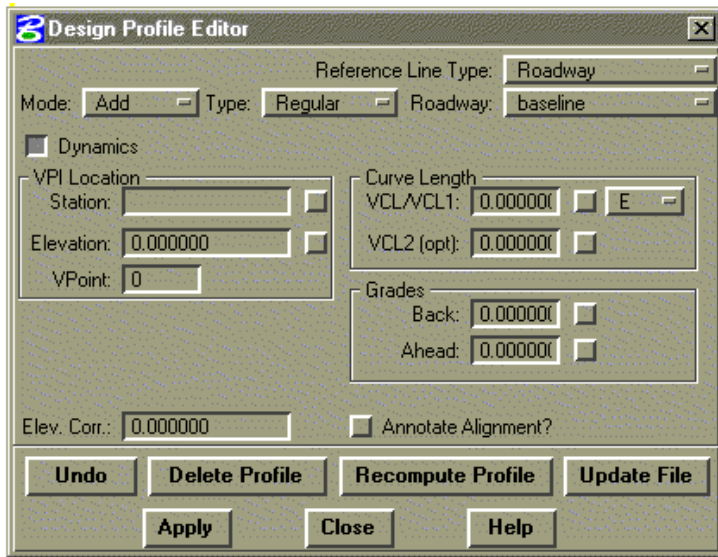 Design Profile Editor
Reference Line Type: Roadway
Mode: Add Type: Regular Roadway: baseline
Dynamics
VPI Location
Station:
Elevation: 0.000000
VPoint: 0
Curve Length
VCL/VCL1: 0.00000( E
VCL2 (opt): 0.00000(
Grades
Back: 0.00000(
Ahead: 0.00000(
Elev. Corr.: 0.000000 Annotate Alignment?
Undo Delete Profile Recompute Profile Update File
Apply Close Help